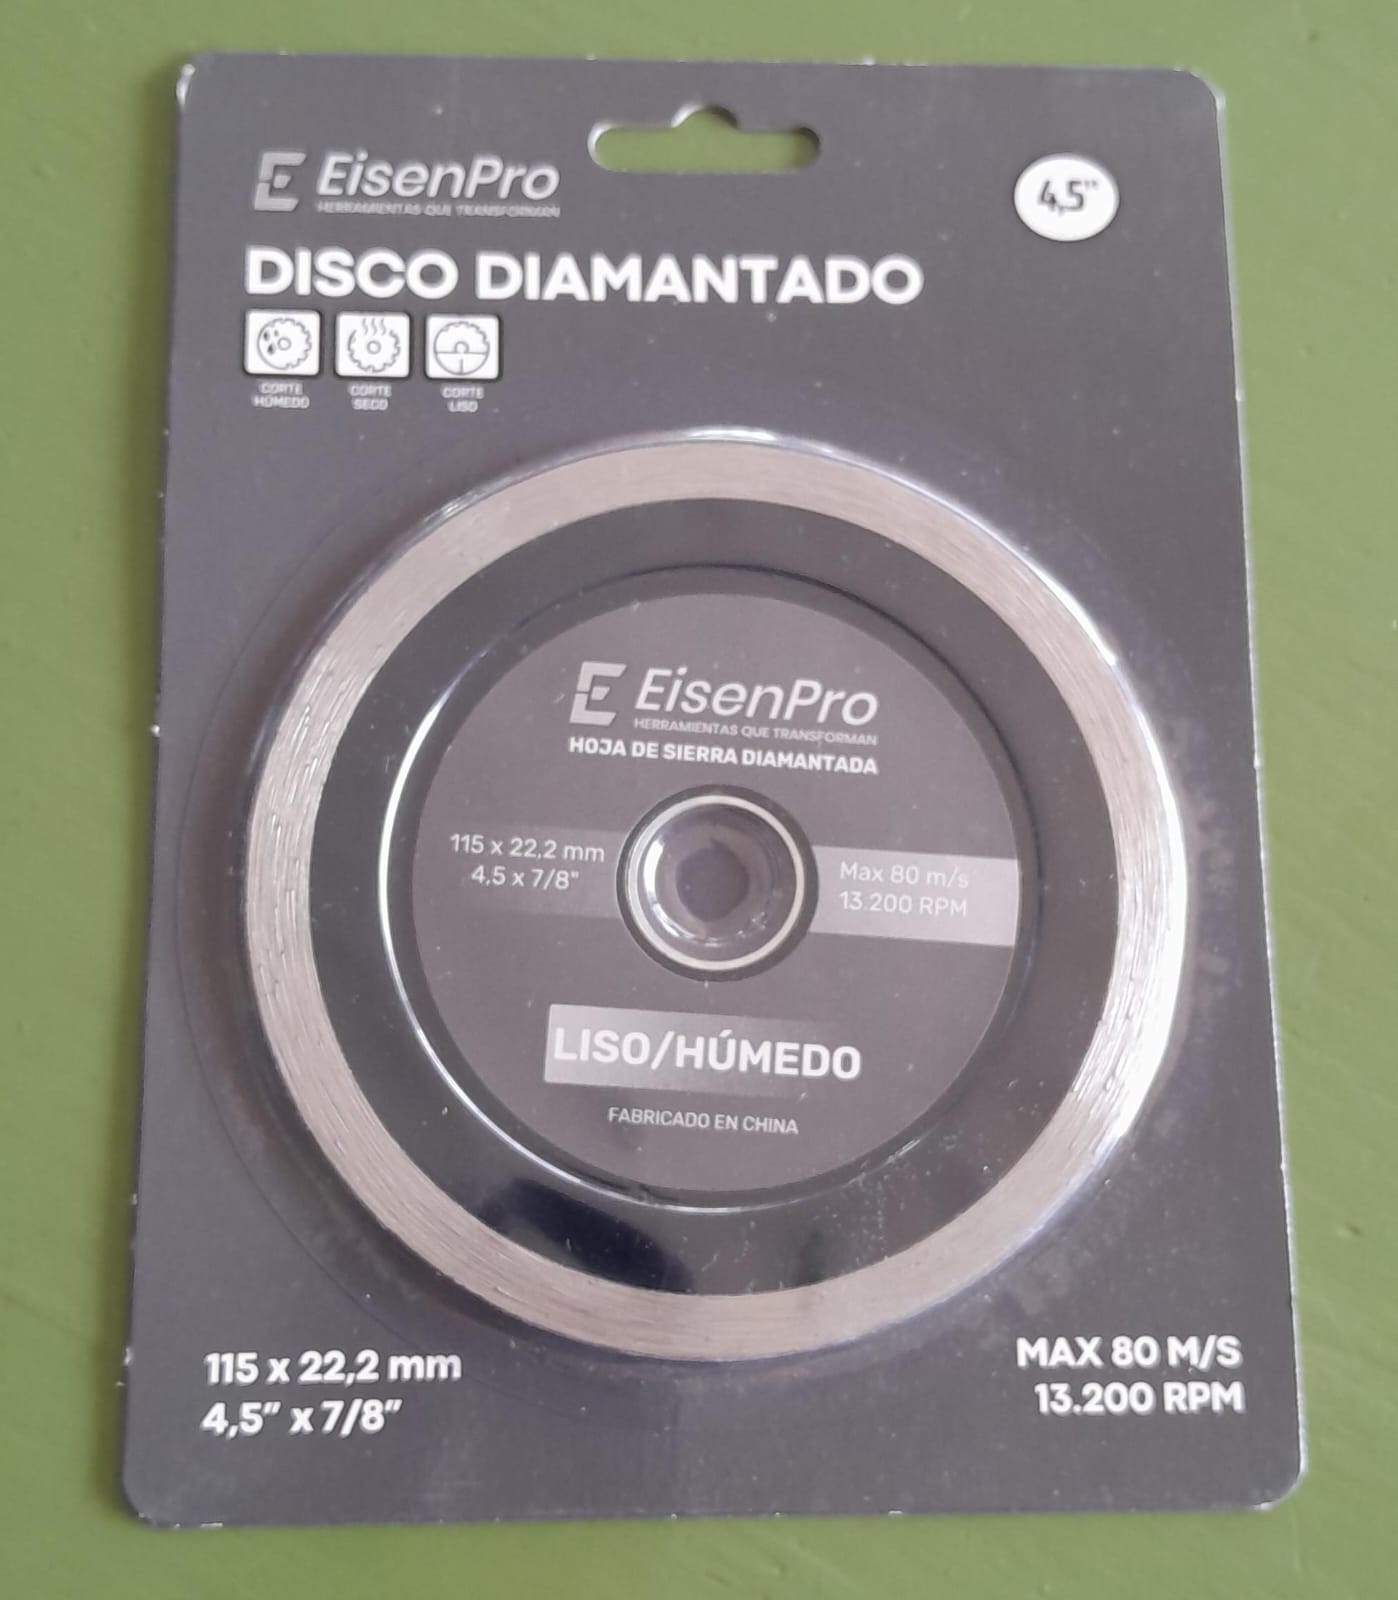 EisenPro
HERRAMIENTAS QUE TRANSFORMAN
4,5"
DISCO DIAMANTADO
CORTE HÚMEDO
CORTE SECO
CORTE LISO
EisenPro
HERRAMIENTAS QUE TRANSFORMAN
HOJA DE SIERRA DIAMANTADA
115 x 22,2 mm
4,5 x 7/8"
Max 80 m/s
13.200 RPM
LISO/HÚMEDO
FABRICADO EN CHINA
115 x 22,2 mm
4,5” x 7/8”
MAX 80 M/S
13.200 RPM